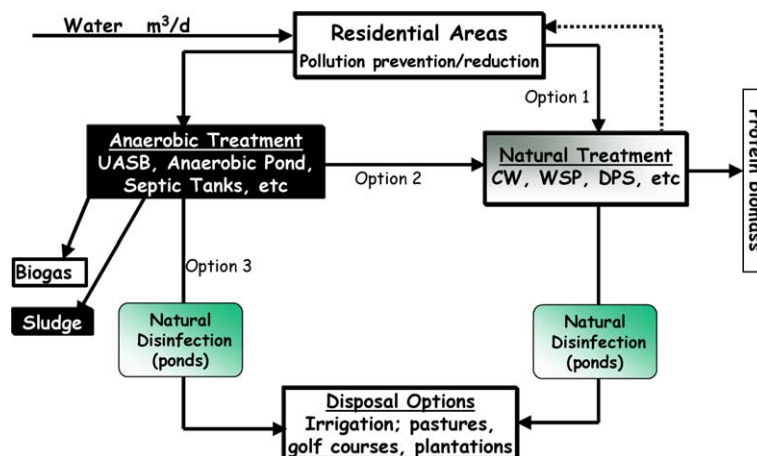 Water m³/d
Residential Areas
Pollution prevention/reduction
Option 1
Anaerobic Treatment
UASB, Anaerobic Pond,
Septic Tanks, etc
Option 2
Natural Treatment
CW, WSP, DPS, etc
Protein Biomass
Biogas
Option 3
Sludge
Natural
Disinfection
(ponds)
Natural
Disinfection
(ponds)
Disposal Options
Irrigation; pastures,
golf courses, plantations